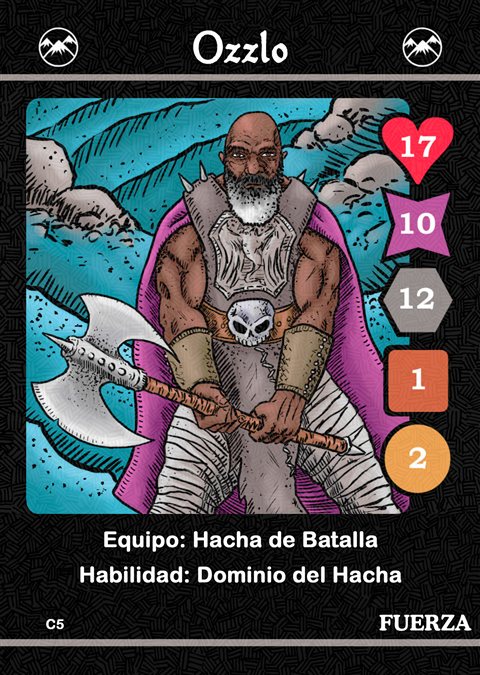 Ozzlo
17
10
12
1
2
Equipo: Hacha de Batalla
Habilidad: Dominio del Hacha
C5
FUERZA